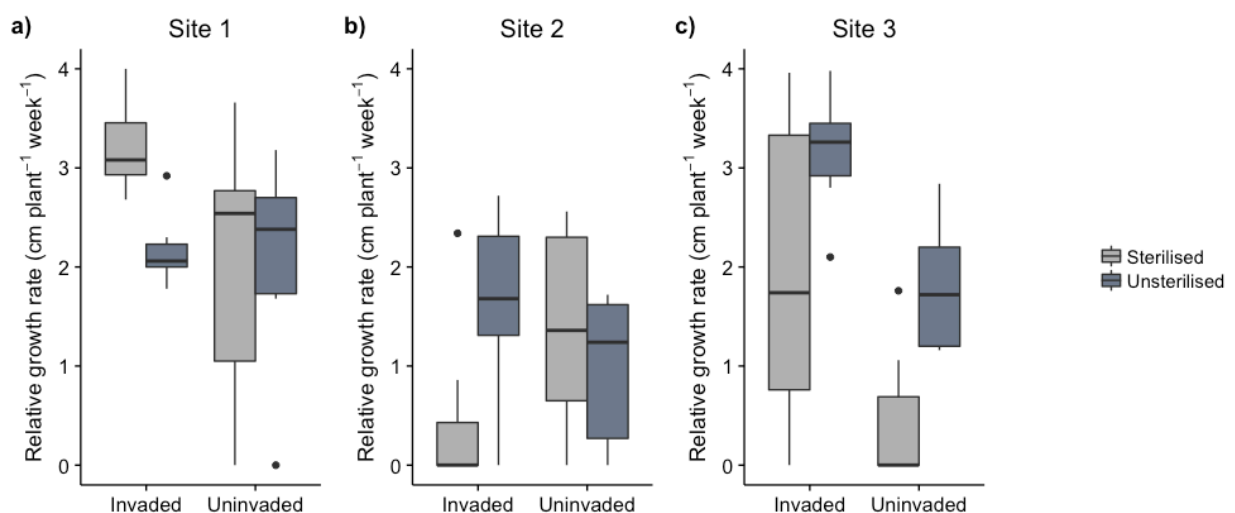 a) Site 1
Relative growth rate (cm plant⁻¹ week⁻¹)
4
3
2
1
0
Invaded Uninvaded
b) Site 2
Relative growth rate (cm plant⁻¹ week⁻¹)
4
3
2
1
0
Invaded Uninvaded
c) Site 3
Relative growth rate (cm plant⁻¹ week⁻¹)
4
3
2
1
0
Invaded Uninvaded
Sterilised
Unsterilised